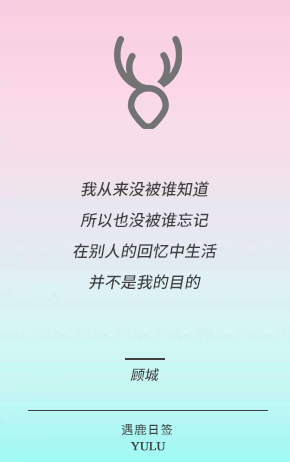 我从来没被谁知道
所以也没被谁忘记
在别人的回忆中生活
并不是我的目的
顾城
遇鹿日签
YULU